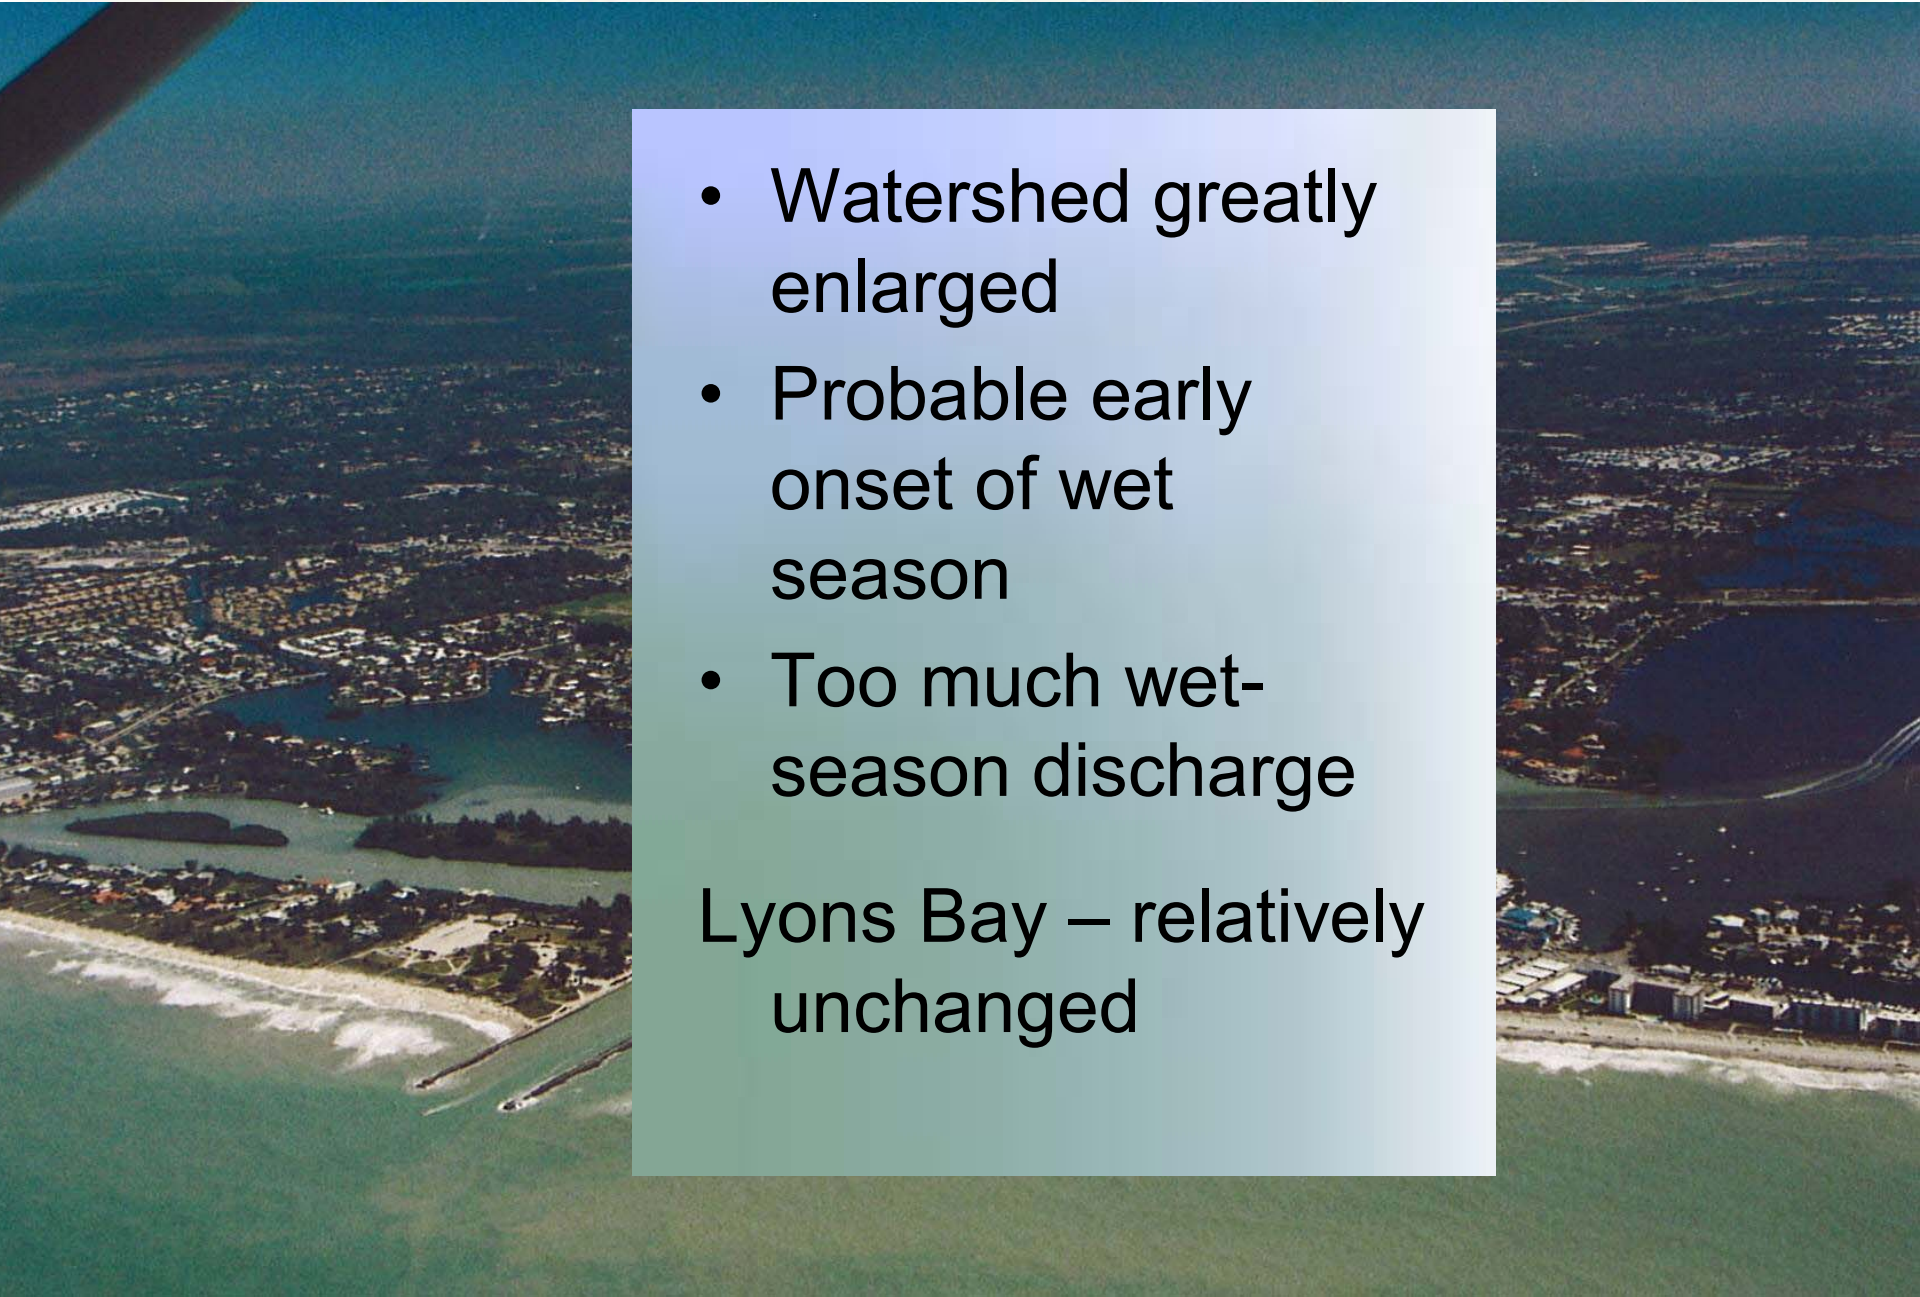 • Watershed greatly
enlarged
• Probable early
onset of wet
season
• Too much wet-
season discharge
Lyons Bay – relatively
unchanged